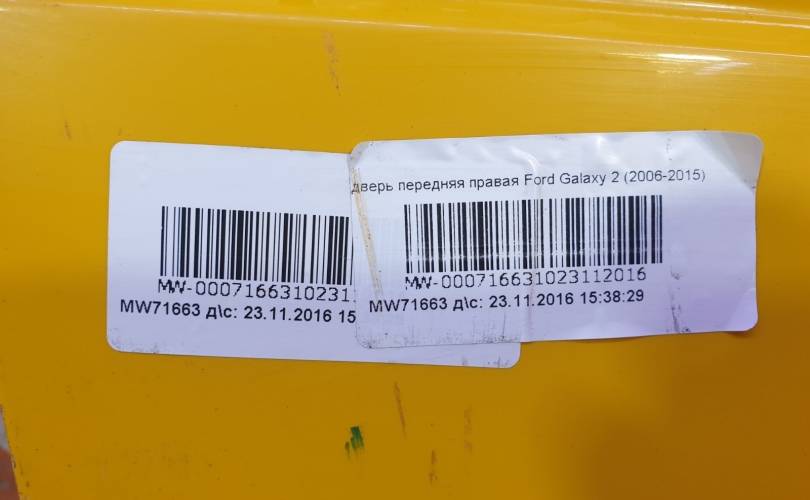 MW-00071663102311
MW71663 д\с: 23.11.2016 15
дверь передняя правая Ford Galaxy 2 (2006-2015)
MW-000716631023112016
MW71663 д\с: 23.11.2016 15:38:29